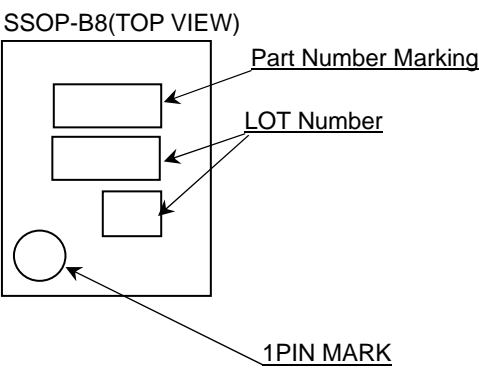 SSOP-B8(TOP VIEW)
Part Number Marking
LOT Number
1PIN MARK